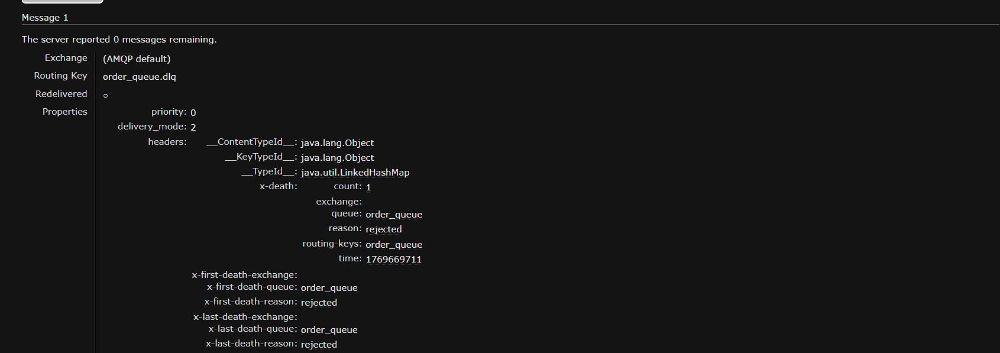 Message 1
The server reported 0 messages remaining.
Exchange (AMQP default)
Routing Key order_queue.dlq
Redelivered ○
Properties priority: 0
delivery_mode: 2
headers: __ContentTypeId__: java.lang.Object
__KeyTypeId__: java.lang.Object
__TypeId__: java.util.LinkedHashMap
x-death: count: 1
exchange:
queue: order_queue
reason: rejected
routing-keys: order_queue
time: 1769669711
x-first-death-exchange:
x-first-death-queue: order_queue
x-first-death-reason: rejected
x-last-death-exchange:
x-last-death-queue: order_queue
x-last-death-reason: rejected